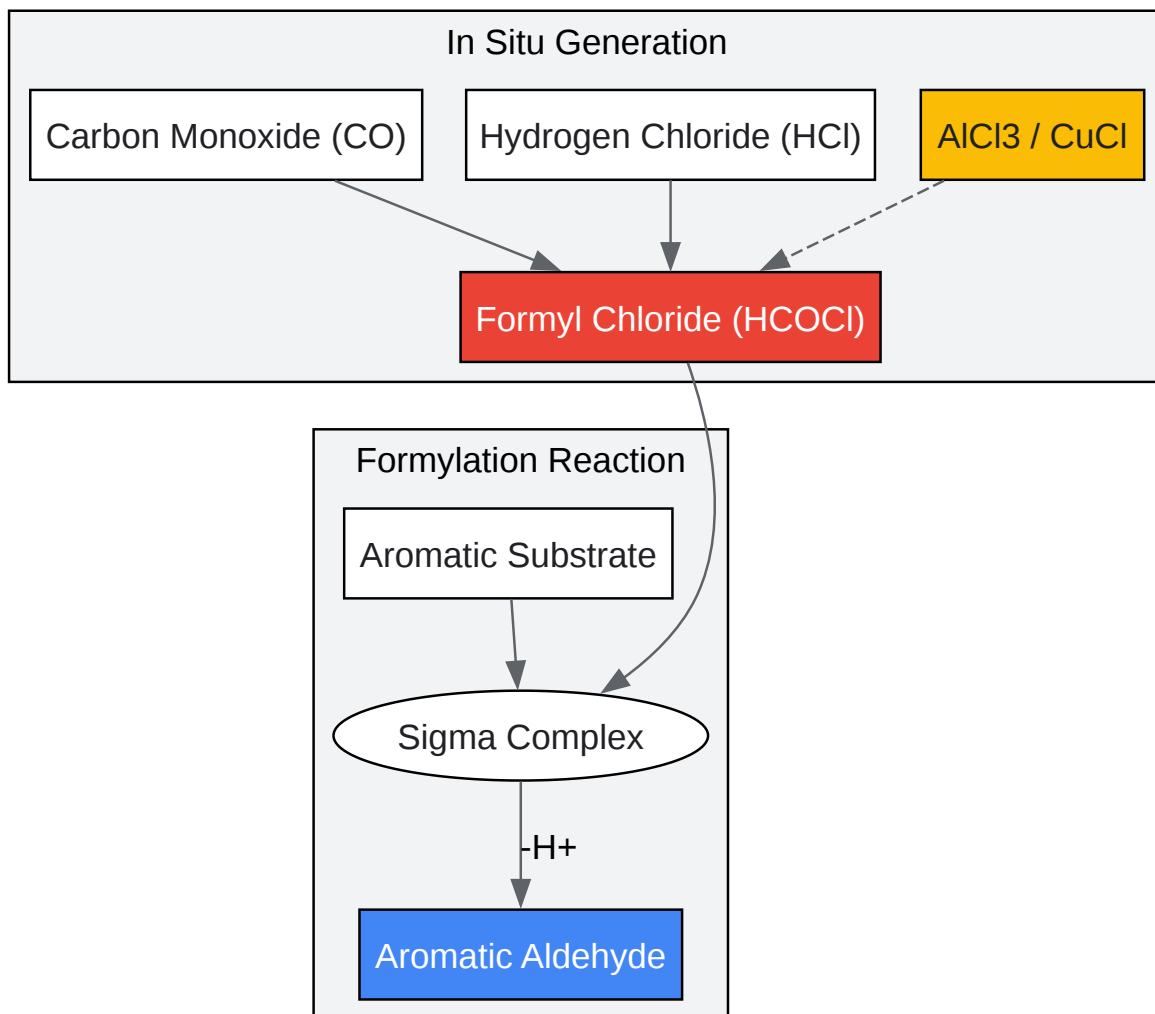 In Situ Generation
Carbon Monoxide (CO)
Hydrogen Chloride (HCl)
AlCl3 / CuCl
Formyl Chloride (HCOCl)
Formylation Reaction
Aromatic Substrate
Sigma Complex
-H+
Aromatic Aldehyde